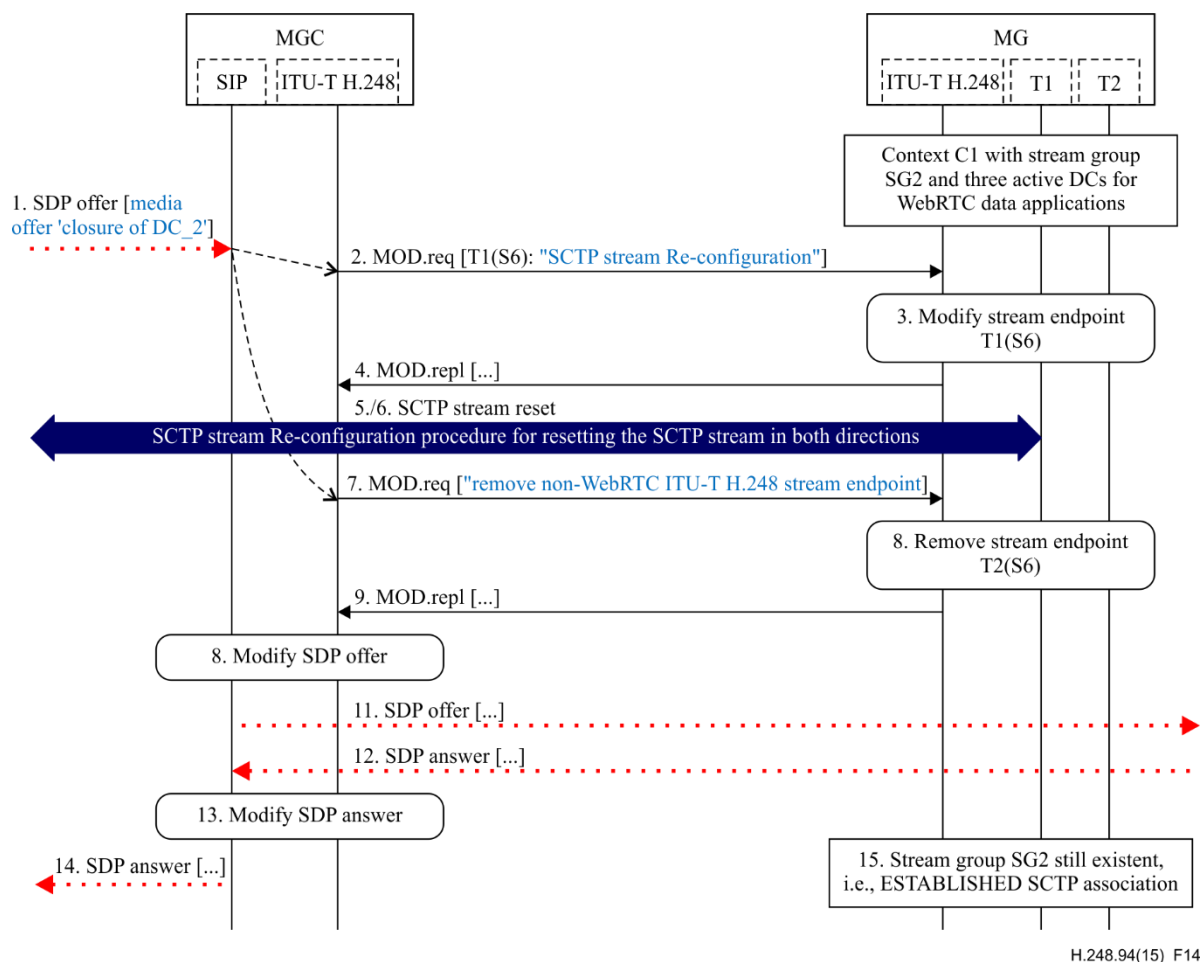 MGC
MG
SIP
ITU-T H.248
ITU-T H.248
T1
T2
Context C1 with stream group
SG2 and three active DCs for
WebRTC data applications
1. SDP offer [media
offer 'closure of DC_2']
2. MOD.req [T1(S6): "SCTP stream Re-configuration"]
3. Modify stream endpoint
T1(S6)
4. MOD.repl [...]
5./6. SCTP stream reset
SCTP stream Re-configuration procedure for resetting the SCTP stream in both directions
7. MOD.req ["remove non-WebRTC ITU-T H.248 stream endpoint]
8. Remove stream endpoint
T2(S6)
9. MOD.repl [...]
8. Modify SDP offer
11. SDP offer [...]
12. SDP answer [...]
13. Modify SDP answer
14. SDP answer [...]
15. Stream group SG2 still existent,
i.e., ESTABLISHED SCTP association
H.248.94(15)_F14